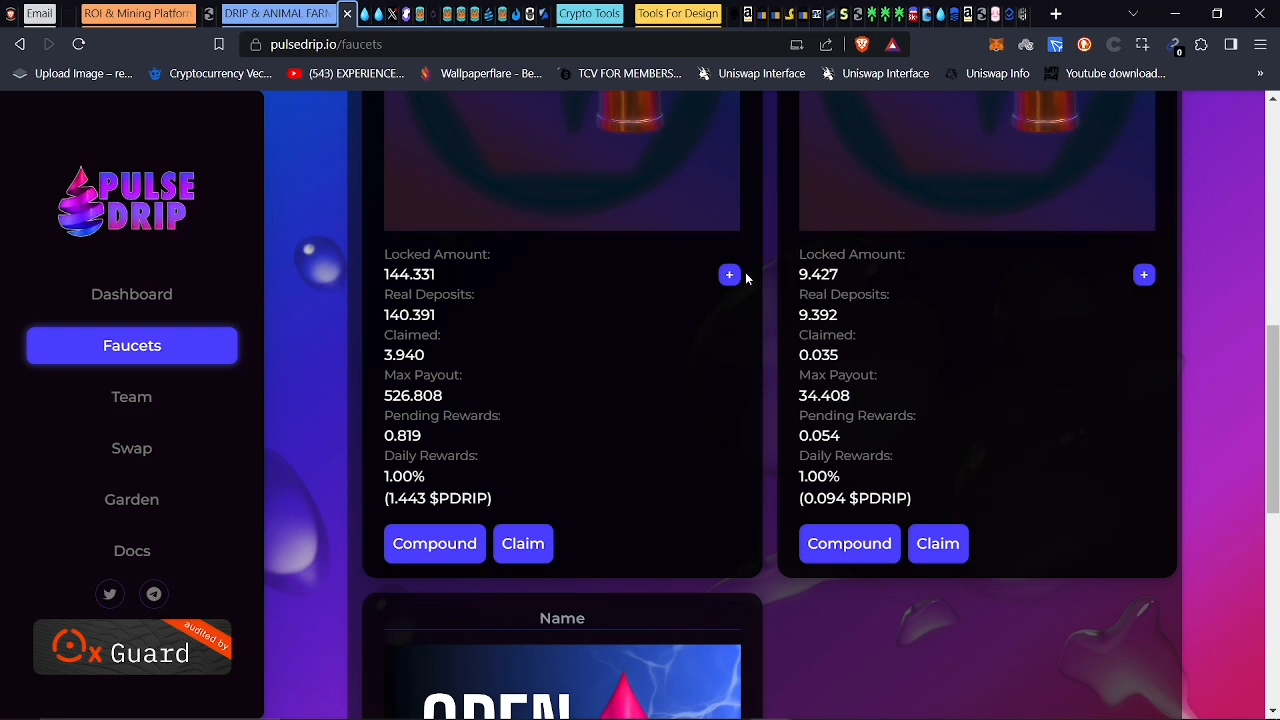 Email
ROI & Mining Platform
DRIP & ANIMAL FARM
Crypto Tools
Tools For Design
pulsedrip.io/faucets
0
Upload Image – re...
Cryptocurrency Vec...
(543) EXPERIENCE...
Wallpaperflare - Be...
TCV FOR MEMBERS...
Uniswap Interface
Uniswap Interface
Uniswap Info
Youtube download...
»
PULSE
DRIP
Dashboard
Faucets
Team
Swap
Garden
Docs
audited by
x Guard
Locked Amount:
144.331
Real Deposits:
140.391
Claimed:
3.940
Max Payout:
526.808
Pending Rewards:
0.819
Daily Rewards:
1.00%
(1.443 $PDRIP)
Compound
Claim
+
Locked Amount:
9.427
Real Deposits:
9.392
Claimed:
0.035
Max Payout:
34.408
Pending Rewards:
0.054
Daily Rewards:
1.00%
(0.094 $PDRIP)
Compound
Claim
+
Name
OPEN